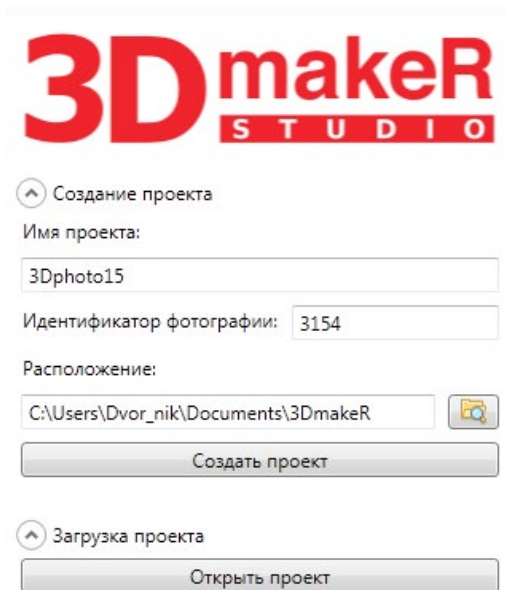 3D makeR
STUDIO
Создание проекта
Имя проекта:
3Dphoto15
Идентификатор фотографии: 3154
Расположение:
C:\Users\Dvor_nik\Documents\3DmakeR
Создать проект
Загрузка проекта
Открыть проект